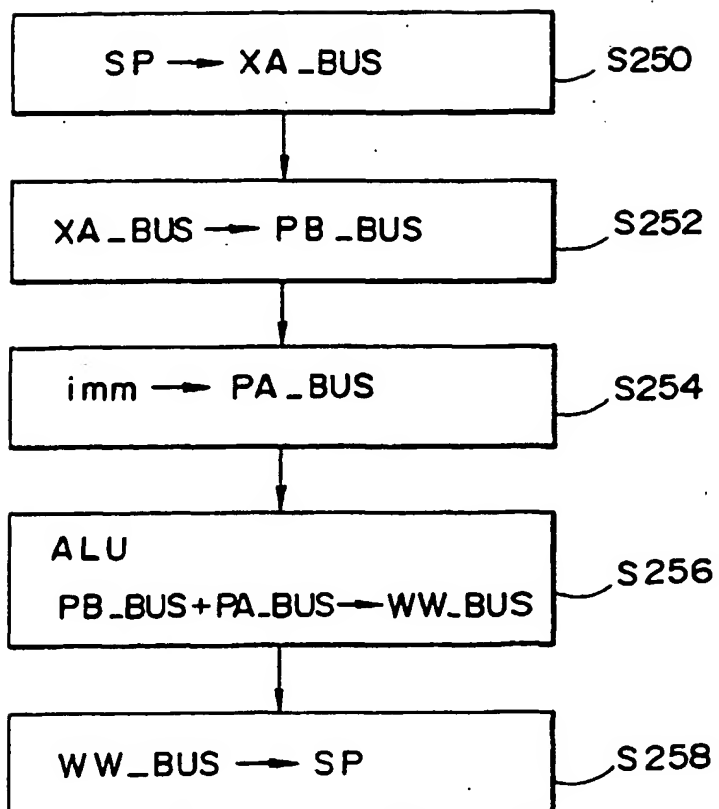 SP → XA_BUS S250
XA_BUS → PB_BUS S252
imm → PA_BUS S254
ALU
PB_BUS+PA_BUS→WW_BUS S256
WW_BUS → SP S258